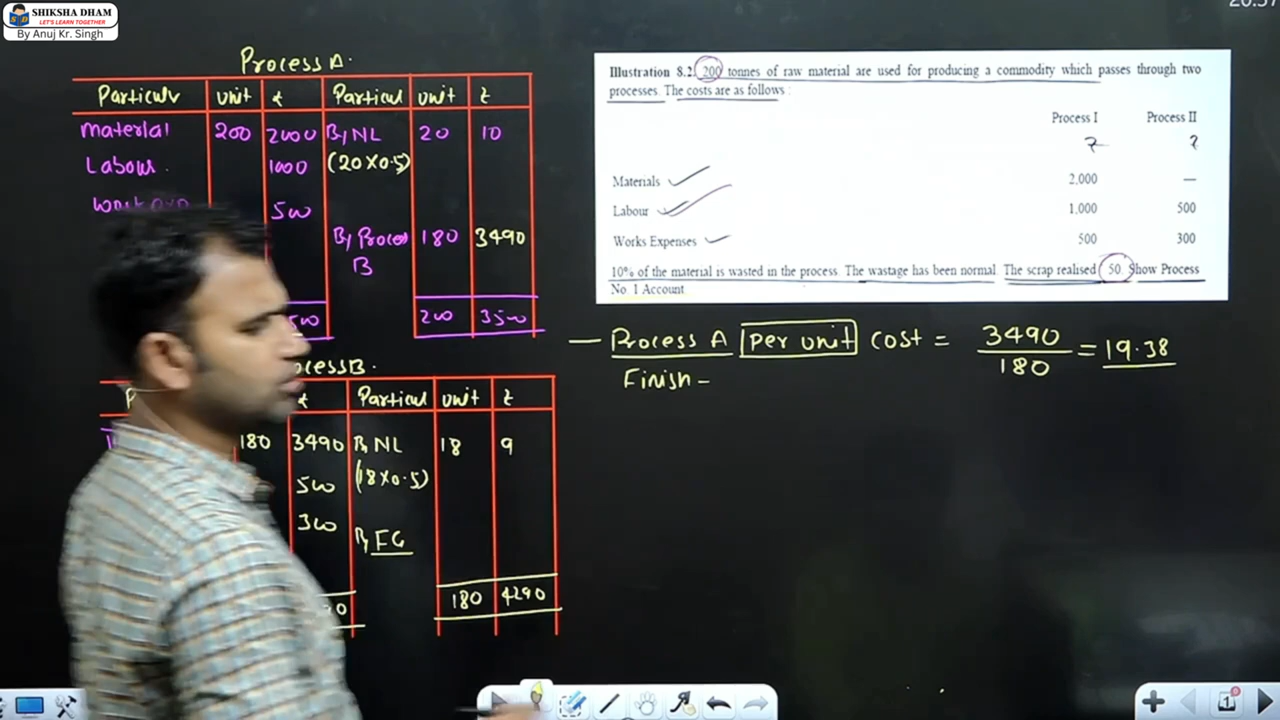 SHIKSHA DHAM
LET'S LEARN TOGETHER
By Anuj Kr. Singh
Process A.
Particulr unit ₹ Particul unit ₹
Material 200 2000 By NL 20 10
Labour. 1000 (20×0.5)
500
By Process 180 3490
B
200 3500
Particul unit ₹
180 3490 By NL 18 9
500 (18×0.5)
300
By FG
180 4290
Illustration 8.2. 200 tonnes of raw material are used for producing a commodity which passes through two
processes. The costs are as follows :
Process I Process II
₹ ₹
Materials 2,000 —
Labour 1,000 500
Works Expenses 500 300
10% of the material is wasted in the process. The wastage has been normal. The scrap realised 50. Show Process
No. 1 Account
— Process A per unit cost = 3490/180 = 19.38
Finish -
1